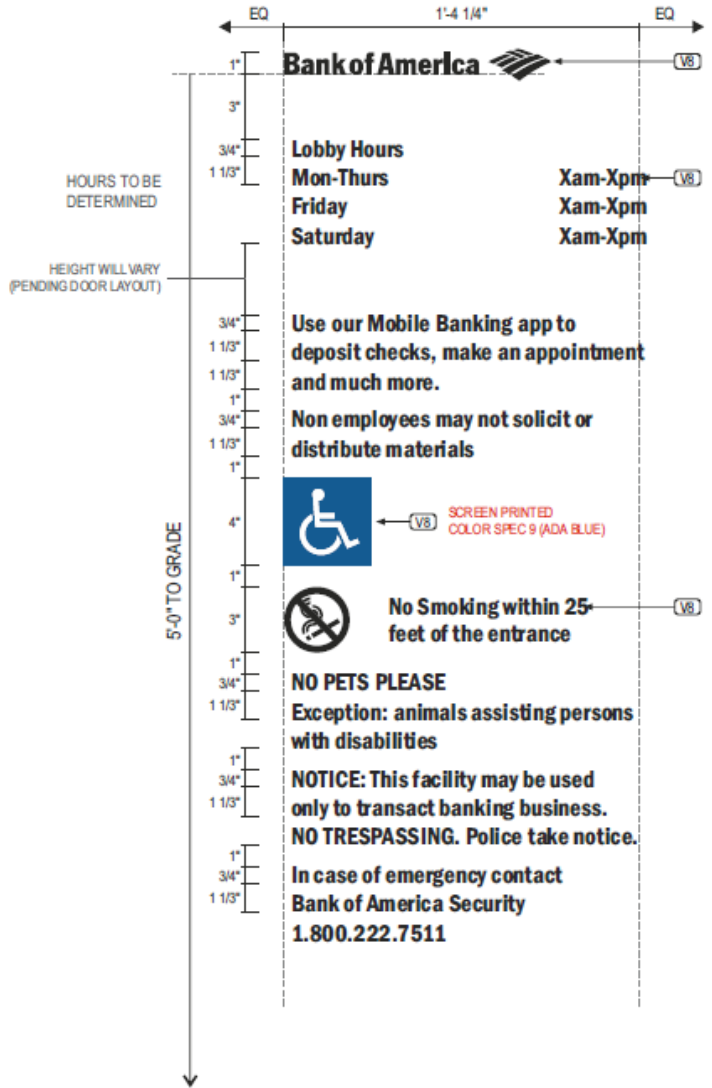 EQ 1'-4 1/4" EQ
1" Bank of America V8
3"
3/4" Lobby Hours
1 1/3" Mon-Thurs Xam-Xpm V8
HOURS TO BE
DETERMINED
Friday Xam-Xpm
Saturday Xam-Xpm
HEIGHT WILL VARY
(PENDING DOOR LAYOUT)
3/4" Use our Mobile Banking app to
1 1/3" deposit checks, make an appointment
1 1/3" and much more.
1"
3/4" Non employees may not solicit or
1 1/3" distribute materials
1"
4" V8 SCREEN PRINTED
COLOR SPEC 9 (ADA BLUE)
5'-0" TO GRADE
1"
3" No Smoking within 25 V8
feet of the entrance
1"
3/4" NO PETS PLEASE
1 1/3" Exception: animals assisting persons
with disabilities
1"
3/4" NOTICE: This facility may be used
1 1/3" only to transact banking business.
NO TRESPASSING. Police take notice.
1"
3/4" In case of emergency contact
1 1/3" Bank of America Security
1.800.222.7511